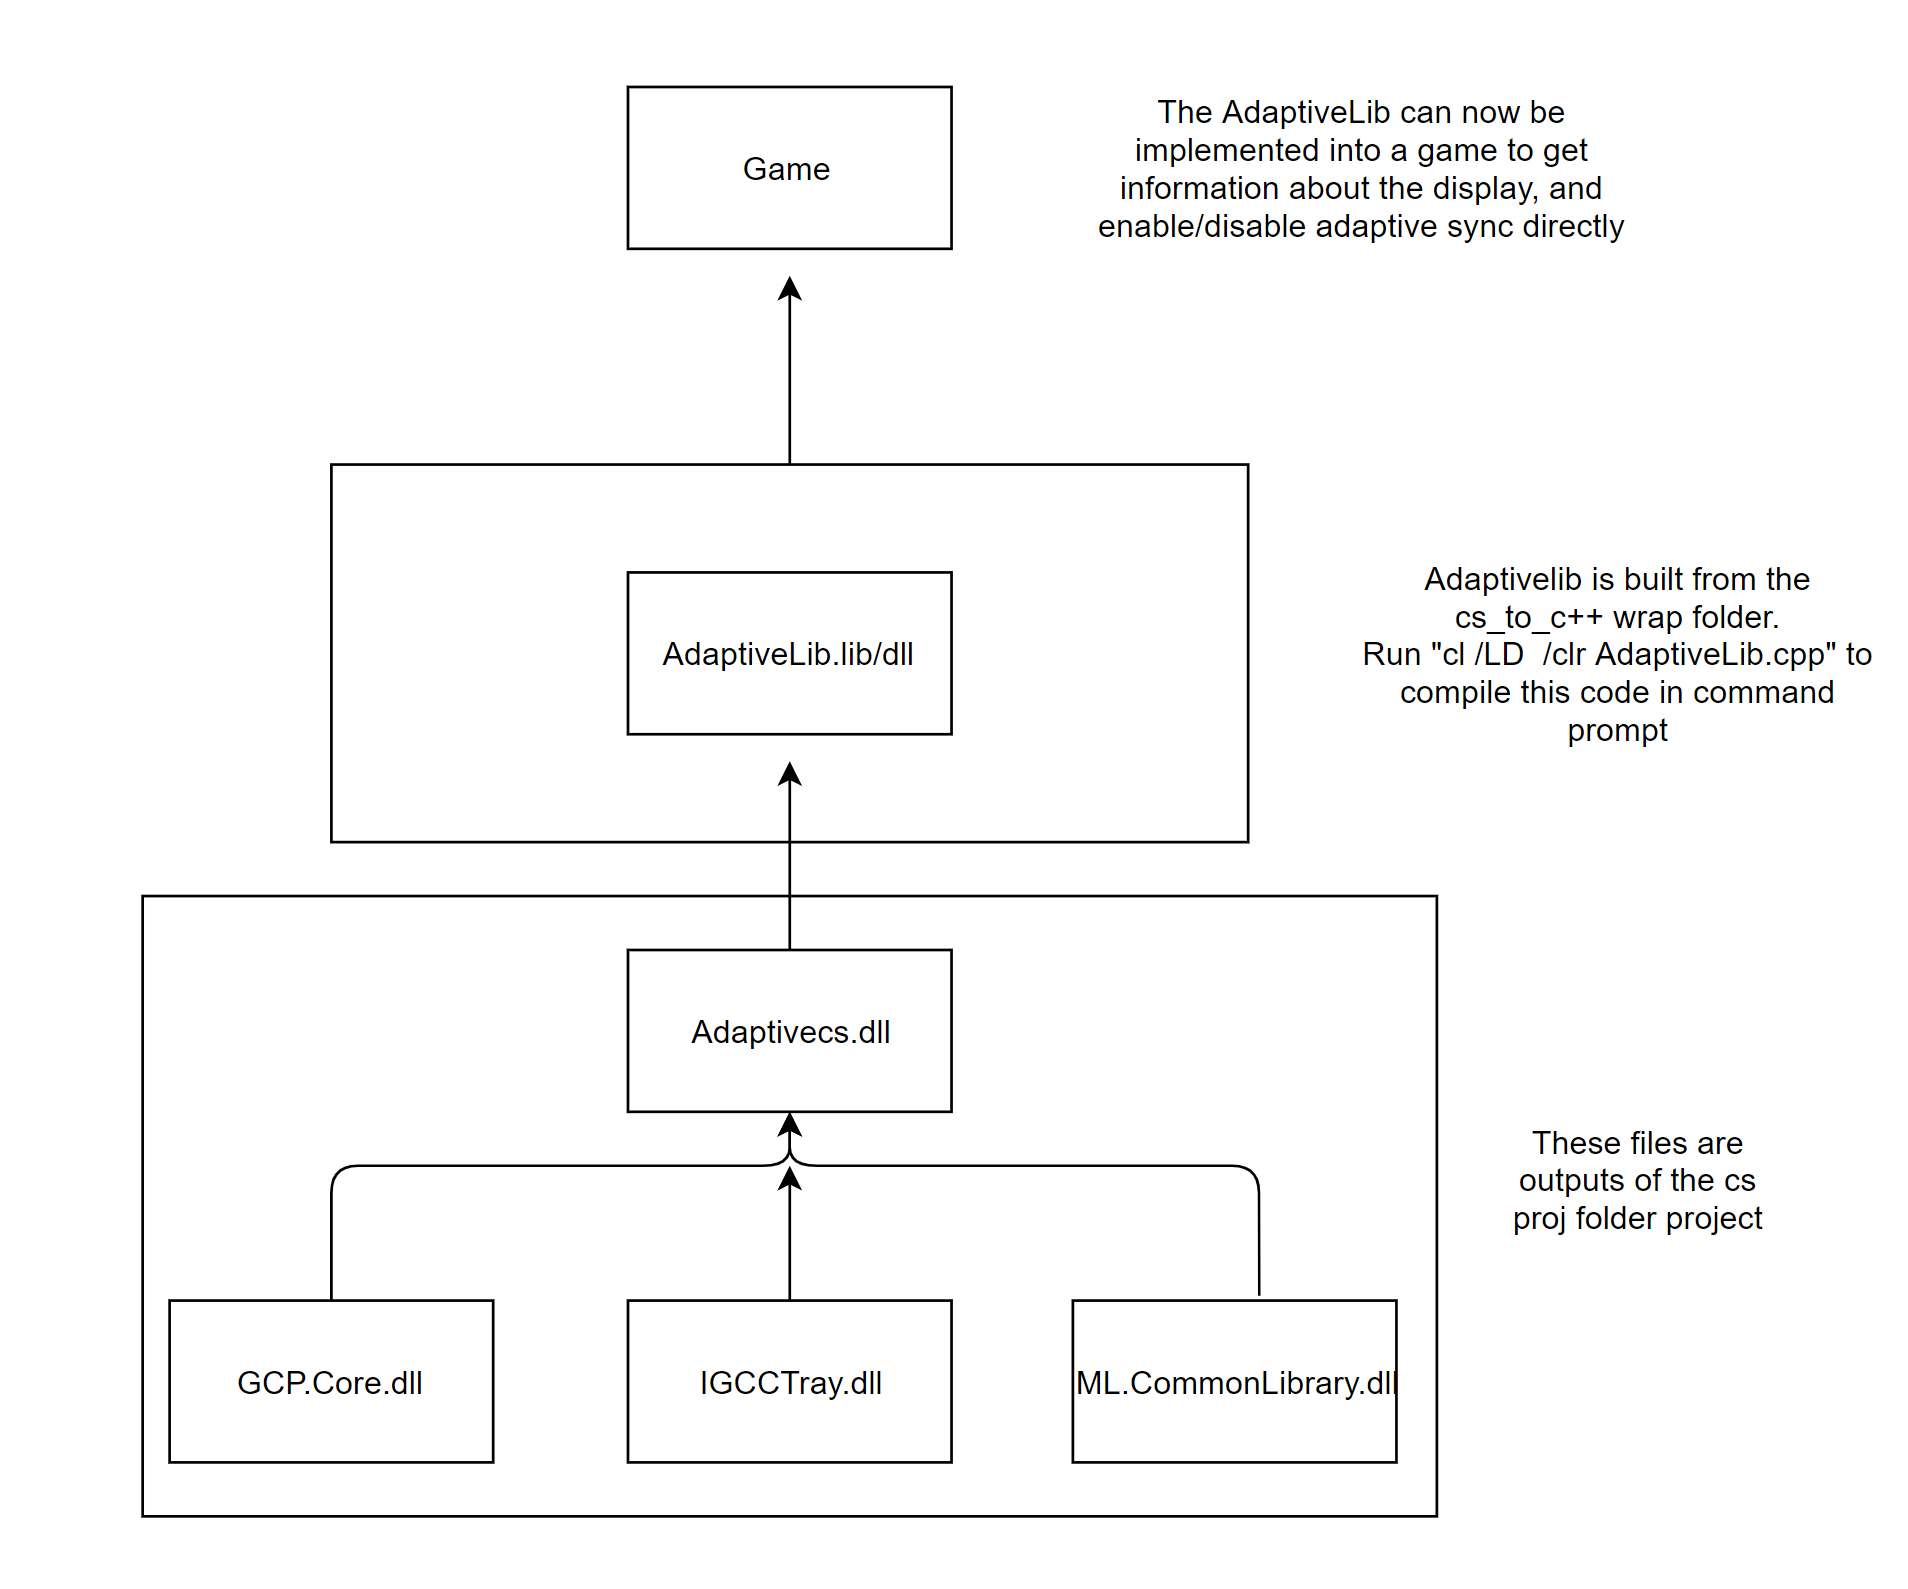 Game
The AdaptiveLib can now be
implemented into a game to get
information about the display, and
enable/disable adaptive sync directly
AdaptiveLib.lib/dll
Adaptivelib is built from the
cs_to_c++ wrap folder.
Run "cl /LD  /clr AdaptiveLib.cpp" to
compile this code in command
prompt
Adaptivecs.dll
These files are
outputs of the cs
proj folder project
GCP.Core.dll
IGCCTray.dll
ML.CommonLibrary.dll